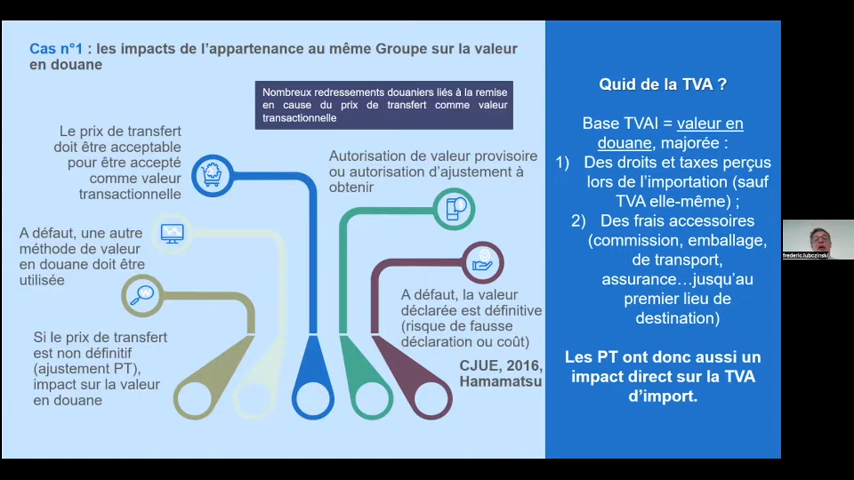 Cas n°1 : les impacts de l'appartenance au même Groupe sur la valeur
en douane
Nombreux redressements douaniers liés à la remise
en cause du prix de transfert comme valeur
transactionnelle
Le prix de transfert
doit être acceptable
pour être accepté
comme valeur
transactionnelle
A défaut, une autre
méthode de valeur
en douane doit être
utilisée
Si le prix de transfert
est non définitif
(ajustement PT),
impact sur la valeur
en douane
Autorisation de valeur provisoire
ou autorisation d'ajustement à
obtenir
A défaut, la valeur
déclarée est définitive
(risque de fausse
déclaration ou coût)
CJUE, 2016,
Hamamatsu
Quid de la TVA ?
Base TVAI = valeur en
douane, majorée :
1) Des droits et taxes perçus
lors de l'importation (sauf
TVA elle-même) ;
2) Des frais accessoires
(commission, emballage,
de transport,
assurance…jusqu'au
premier lieu de
destination)
Les PT ont donc aussi un
impact direct sur la TVA
d'import.
frederic.lubczinski